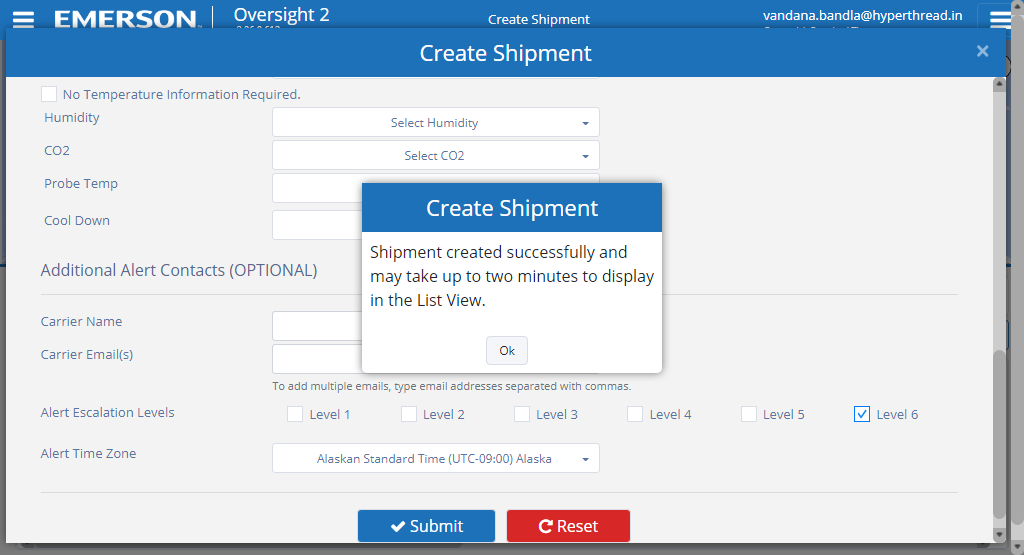 EMERSON
Oversight 2
Create Shipment
vandana.bandla@hyperthread.in
Create Shipment
×
No Temperature Information Required.
Humidity
Select Humidity
CO2
Select CO2
Probe Temp
Cool Down
Create Shipment
Shipment created successfully and
may take up to two minutes to display
in the List View.
Ok
Additional Alert Contacts (OPTIONAL)
Carrier Name
Carrier Email(s)
To add multiple emails, type email addresses separated with commas.
Alert Escalation Levels
Level 1
Level 2
Level 3
Level 4
Level 5
Level 6
Alert Time Zone
Alaskan Standard Time (UTC-09:00) Alaska
Submit
Reset